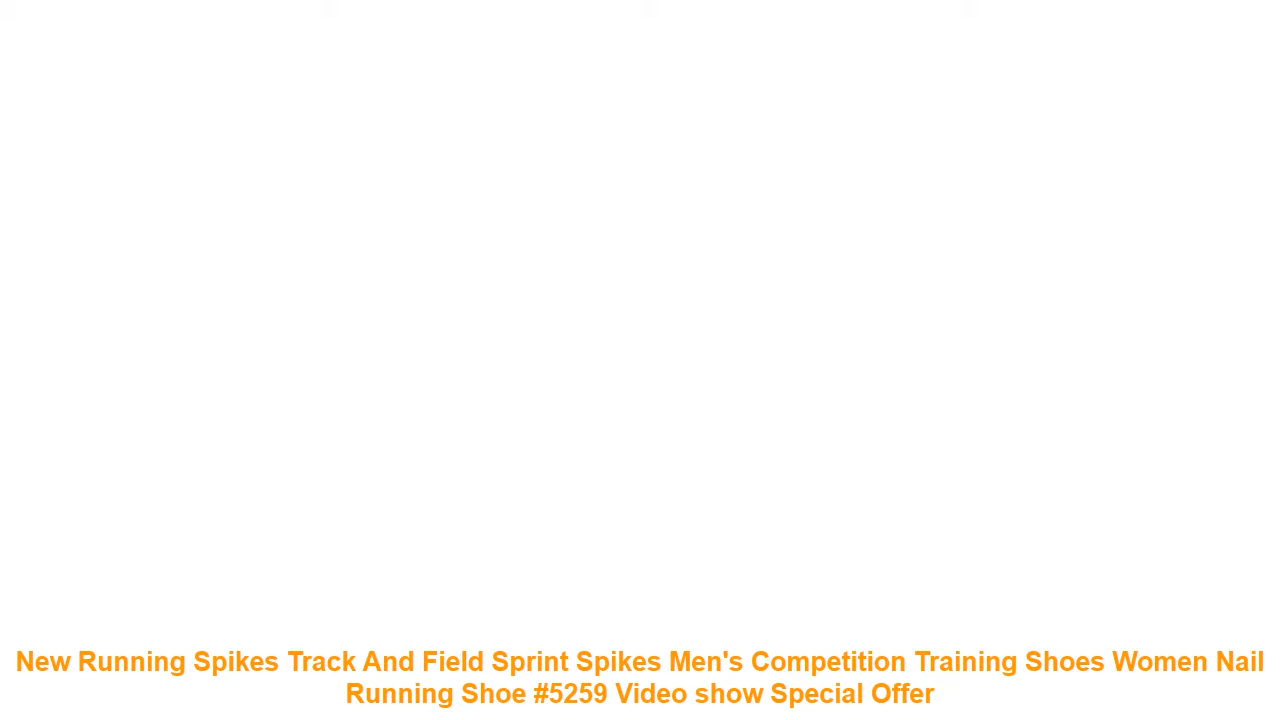 New Running Spikes Track And Field Sprint Spikes Men's Competition Training Shoes Women Nail
Running Shoe #5259 Video show Special Offer